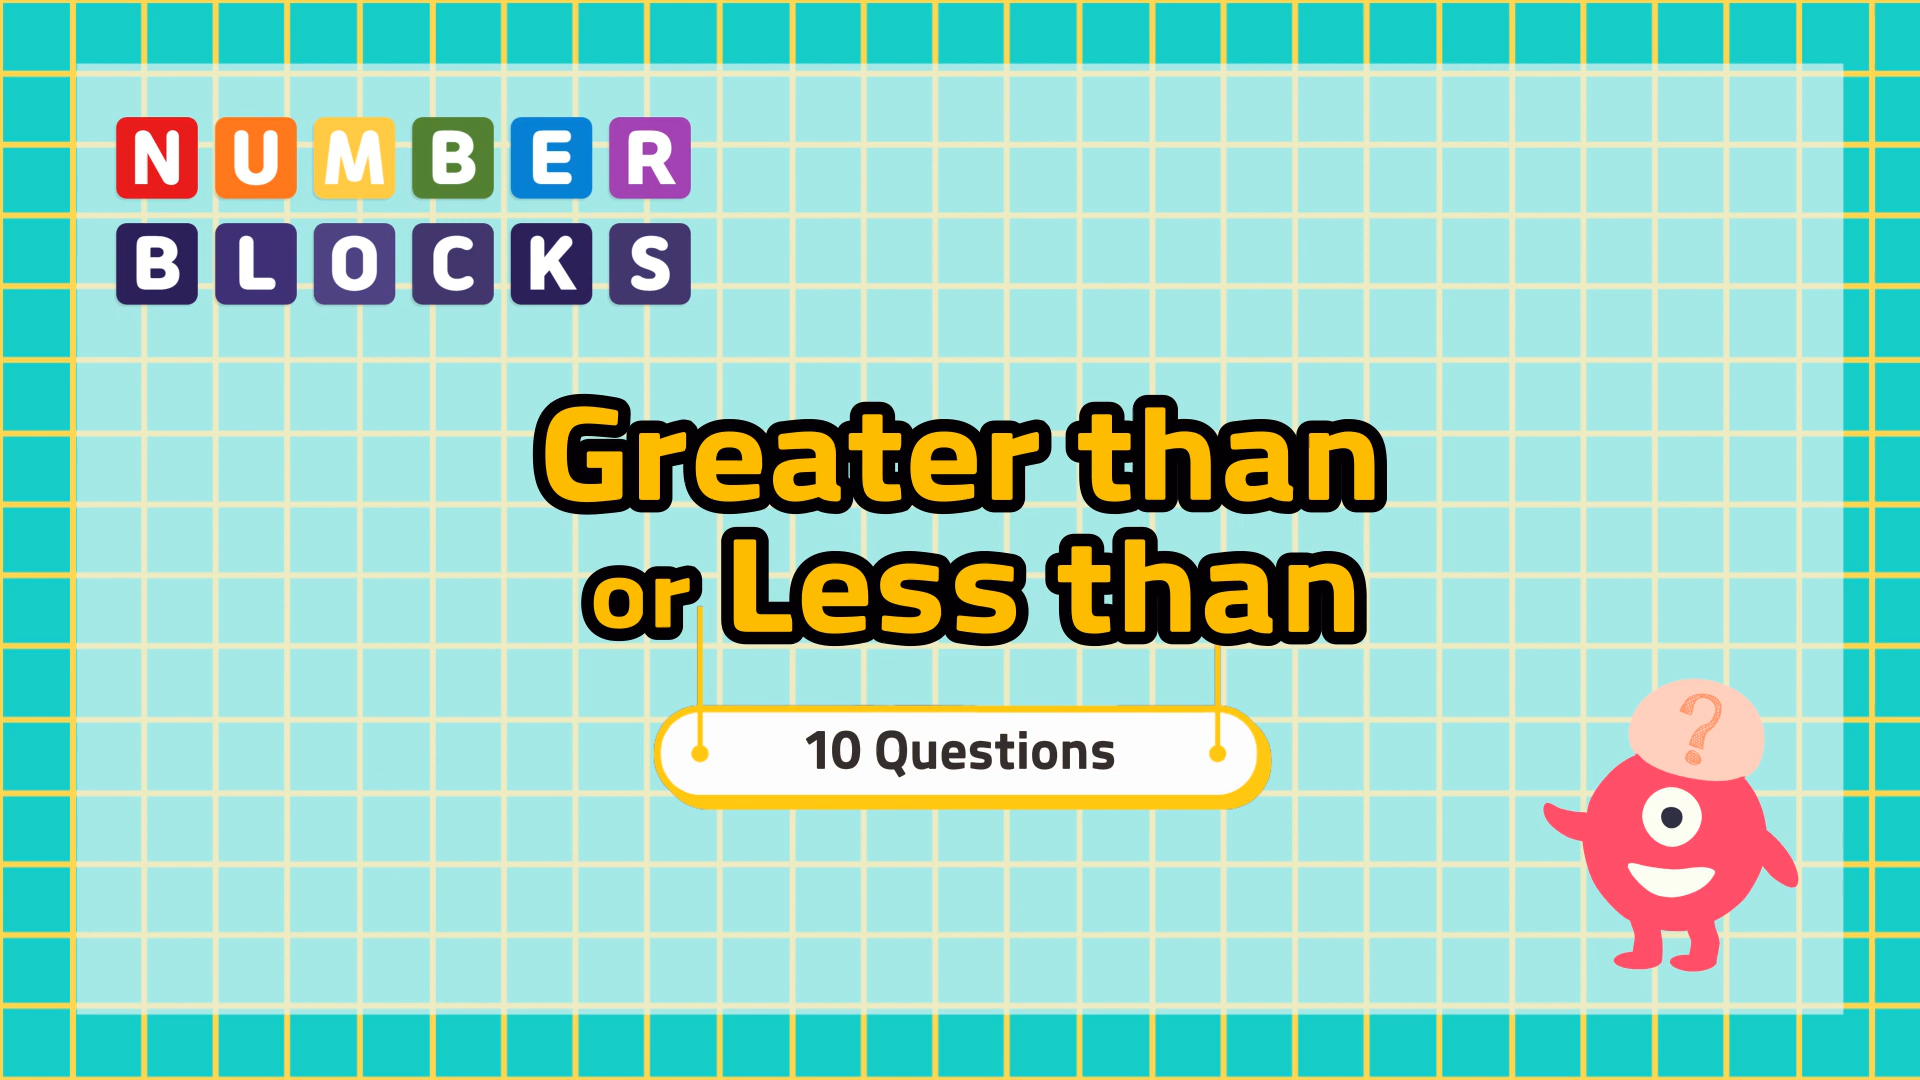 NUMBER
BLOCKS
Greater than
or Less than
10 Questions
?